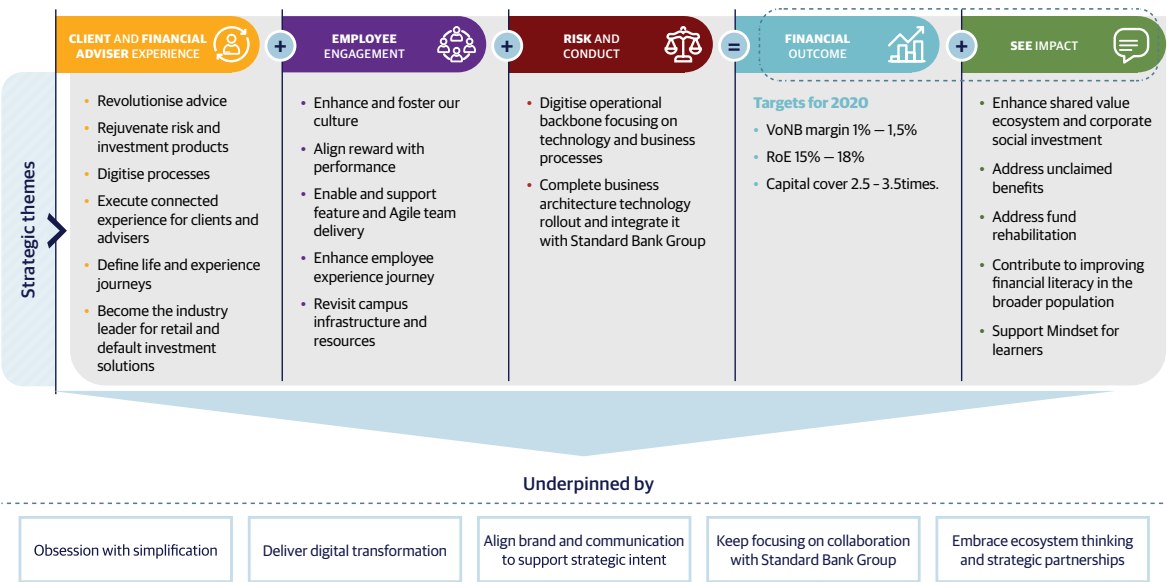 CLIENT AND FINANCIAL
ADVISER EXPERIENCE
+
EMPLOYEE
ENGAGEMENT
+
RISK AND
CONDUCT
=
FINANCIAL
OUTCOME
+
SEE IMPACT
Strategic themes
• Revolutionise advice
• Rejuvenate risk and
investment products
• Digitise processes
• Execute connected
experience for clients and
advisers
• Define life and experience
journeys
• Become the industry
leader for retail and
default investment
solutions
• Enhance and foster our
culture
• Align reward with
performance
• Enable and support
feature and Agile team
delivery
• Enhance employee
experience journey
• Revisit campus
infrastructure and
resources
• Digitise operational
backbone focusing on
technology and business
processes
• Complete business
architecture technology
rollout and integrate it
with Standard Bank Group
Targets for 2020
• VoNB margin 1% – 1,5%
• RoE 15% – 18%
• Capital cover 2.5 - 3.5times.
• Enhance shared value
ecosystem and corporate
social investment
• Address unclaimed
benefits
• Address fund
rehabilitation
• Contribute to improving
financial literacy in the
broader population
• Support Mindset for
learners
Underpinned by
Obsession with simplification
Deliver digital transformation
Align brand and communication
to support strategic intent
Keep focusing on collaboration
with Standard Bank Group
Embrace ecosystem thinking
and strategic partnerships